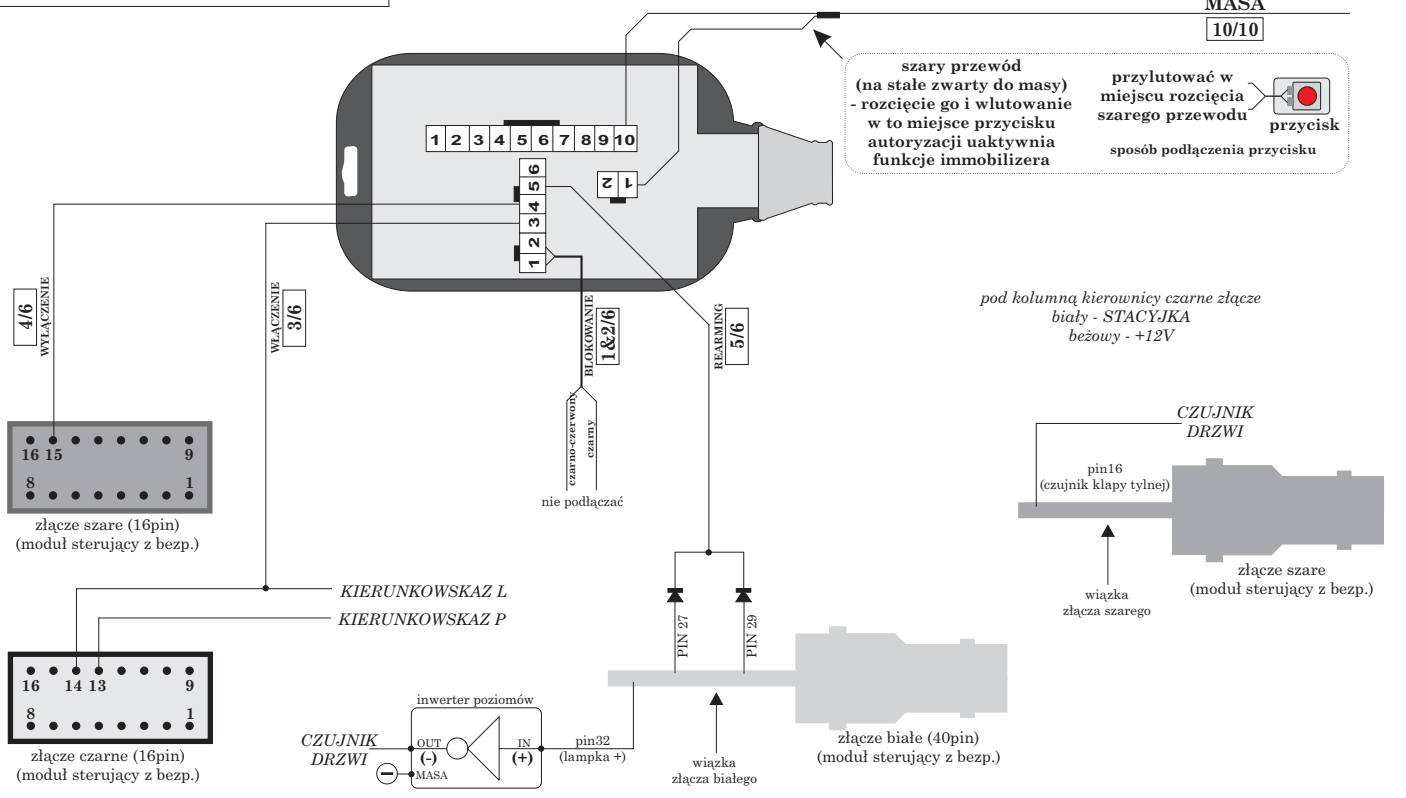 MASA
10/10
szary przewód
(na stałe zwarty do masy)
- rozcięcie go i wlutowanie
w to miejsce przycisku
autoryzacji uaktywnia
funkcje immobilizera
przylutować w
miejscu rozcięcia
szarego przewodu
przycisk
sposób podłączenia przycisku
1 2 3 4 5 6 7 8 9 10
6
5
4
3
2
1
2 1
4/6
WYŁĄCZENIE
WŁĄCZENIE
3/6
BLOKOWANIE
1&2/6
REARMING
5/6
czarno-czerwony
czarny
nie podłączać
pod kolumną kierownicy czarne złącze
biały - STACYJKA
beżowy - +12V
CZUJNIK
DRZWI
pin16
(czujnik klapy tylnej)
wiązka
złącza szarego
złącze szare
(moduł sterujący z bezp.)
16 15 9
8 1
złącze szare (16pin)
(moduł sterujący z bezp.)
KIERUNKOWSKAZ L
KIERUNKOWSKAZ P
16 14 13 9
8 1
złącze czarne (16pin)
(moduł sterujący z bezp.)
PIN 27
PIN 29
inwerter poziomów
CZUJNIK
DRZWI
OUT
(-)
IN
(+)
MASA
pin32
(lampka +)
wiązka
złącza białego
złącze białe (40pin)
(moduł sterujący z bezp.)